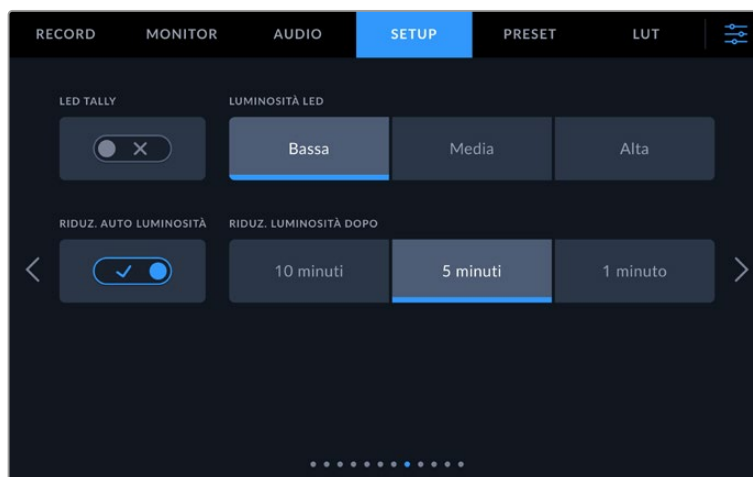 RECORD MONITOR AUDIO SETUP PRESET LUT
LED TALLY LUMINOSITÀ LED
Bassa Media Alta
RIDUZ. AUTO LUMINOSITÀ RIDUZ. LUMINOSITÀ DOPO
10 minuti 5 minuti 1 minuto